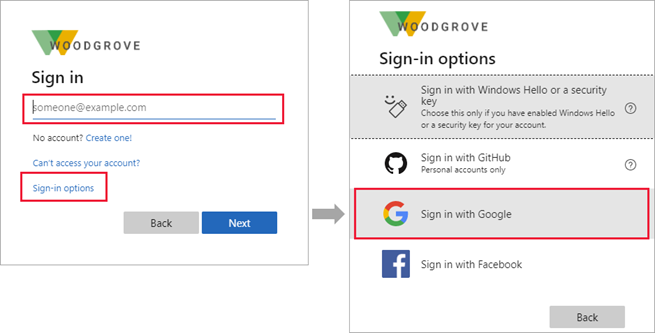 WOODGROVE
Sign in
someone@example.com
No account? Create one!
Can't access your account?
Sign-in options
Back
Next
WOODGROVE
Sign-in options
Sign in with Windows Hello or a security
key
Choose this only if you have enabled Windows Hello
or a security key for your account.
Sign in with GitHub
Personal accounts only
Sign in with Google
Sign in with Facebook
Back